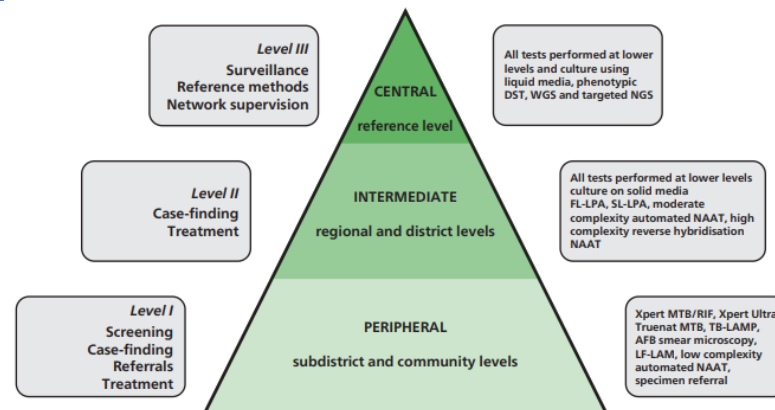 Level III
Surveillance
Reference methods
Network supervision
CENTRAL
reference level
All tests performed at lower
levels and culture using
liquid media, phenotypic
DST, WGS and targeted NGS
Level II
Case-finding
Treatment
INTERMEDIATE
regional and district levels
All tests performed at lower levels
culture on solid media
FL-LPA, SL-LPA, moderate
complexity automated NAAT, high
complexity reverse hybridisation
NAAT
Level I
Screening
Case-finding
Referrals
Treatment
PERIPHERAL
subdistrict and community levels
Xpert MTB/RIF, Xpert Ultra
Truenat MTB, TB-LAMP,
AFB smear microscopy,
LF-LAM, low complexity
automated NAAT,
specimen referral